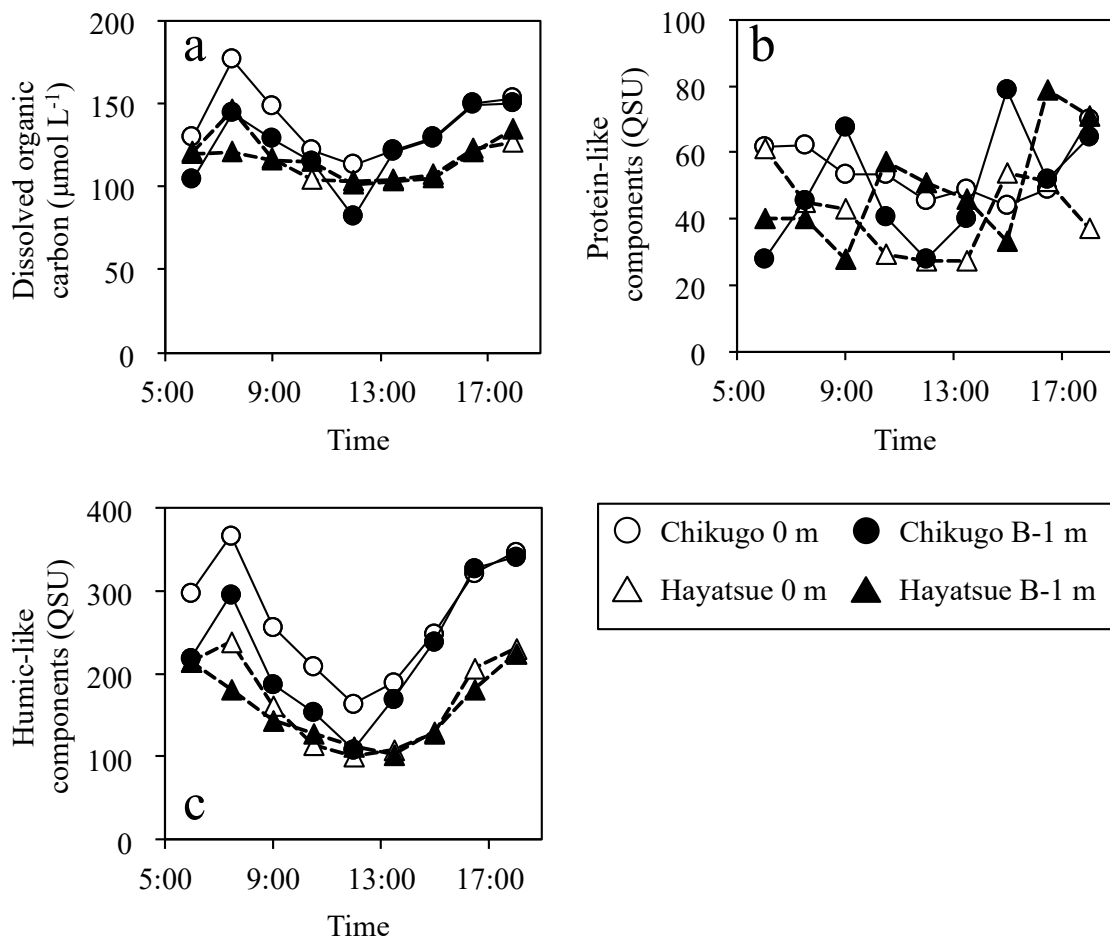 a
Dissolved organic
carbon (μmol L⁻¹)
200
150
100
50
0
5:00 9:00 13:00 17:00
Time
b
Protein-like
components (QSU)
100
80
60
40
20
0
5:00 9:00 13:00 17:00
Time
c
Humic-like
components (QSU)
400
300
200
100
0
5:00 9:00 13:00 17:00
Time
Chikugo 0 m Chikugo B-1 m
Hayatsue 0 m Hayatsue B-1 m